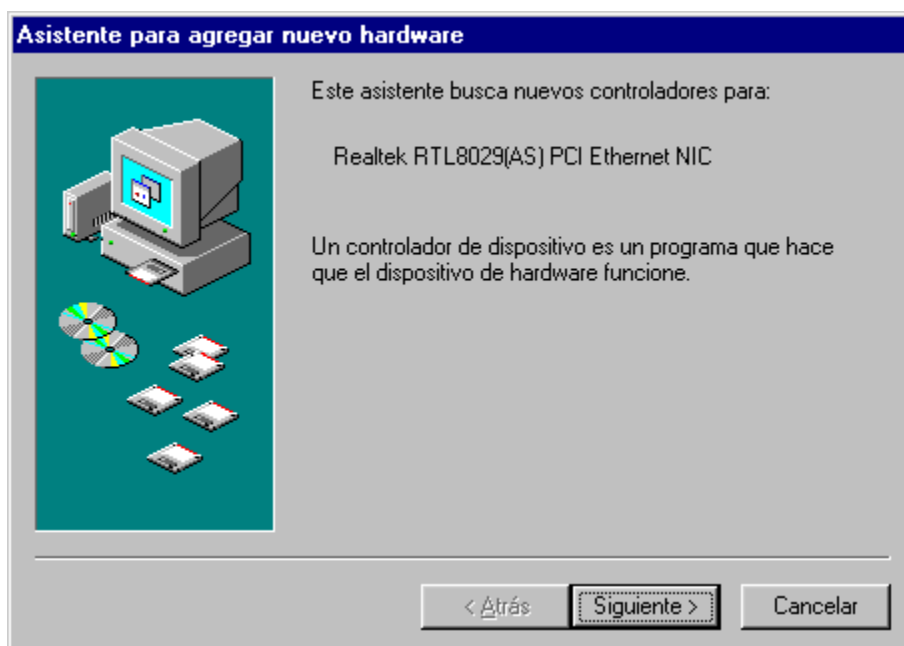 Asistente para agregar nuevo hardware
Este asistente busca nuevos controladores para:
Realtek RTL8029(AS) PCI Ethernet NIC
Un controlador de dispositivo es un programa que hace
que el dispositivo de hardware funcione.
< Atrás
Siguiente >
Cancelar